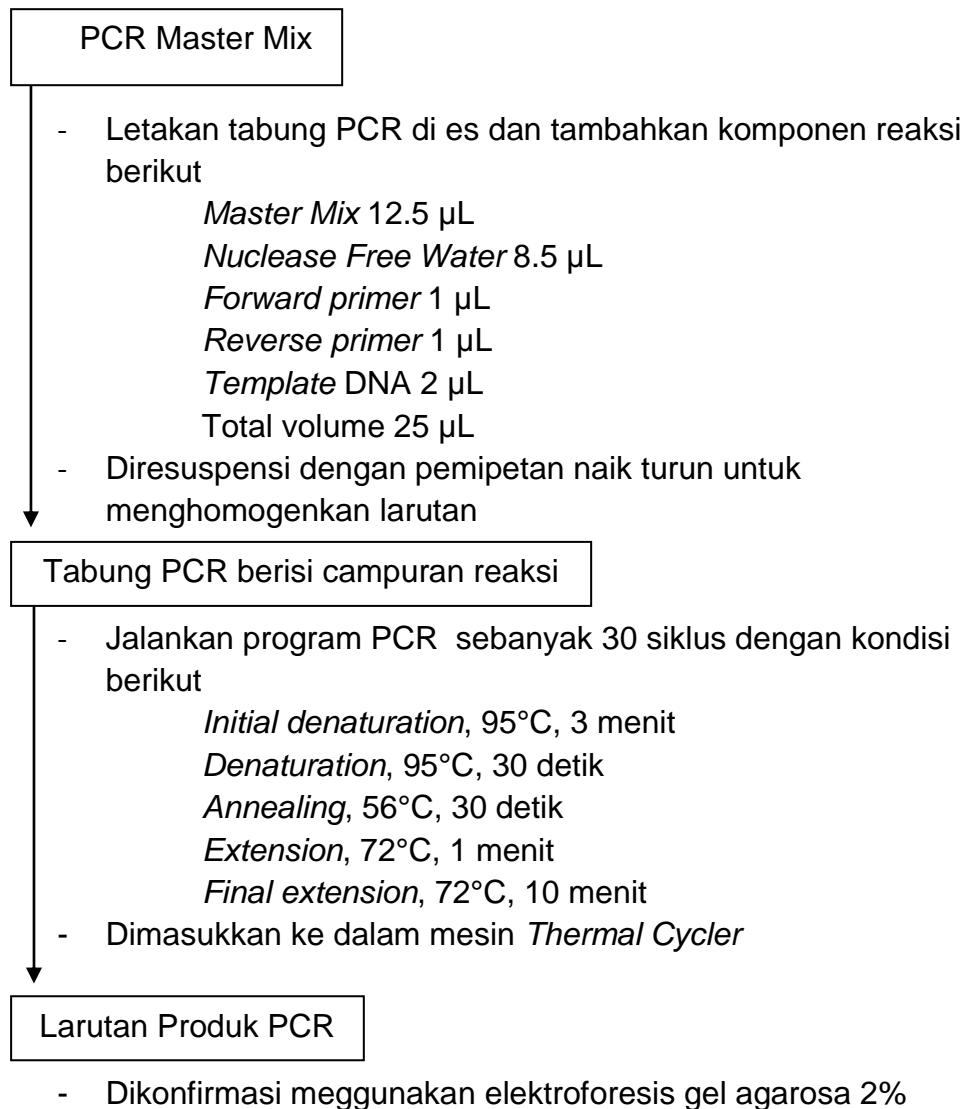 PCR Master Mix
- Letakan tabung PCR di es dan tambahkan komponen reaksi
berikut
Master Mix 12.5 µL
Nuclease Free Water 8.5 µL
Forward primer 1 µL
Reverse primer 1 µL
Template DNA 2 µL
Total volume 25 µL
- Diresuspensi dengan pemipetan naik turun untuk
menghomogenkan larutan
Tabung PCR berisi campuran reaksi
- Jalankan program PCR sebanyak 30 siklus dengan kondisi
berikut
Initial denaturation, 95°C, 3 menit
Denaturation, 95°C, 30 detik
Annealing, 56°C, 30 detik
Extension, 72°C, 1 menit
Final extension, 72°C, 10 menit
- Dimasukkan ke dalam mesin Thermal Cycler
Larutan Produk PCR
- Dikonfirmasi meggunakan elektroforesis gel agarosa 2%